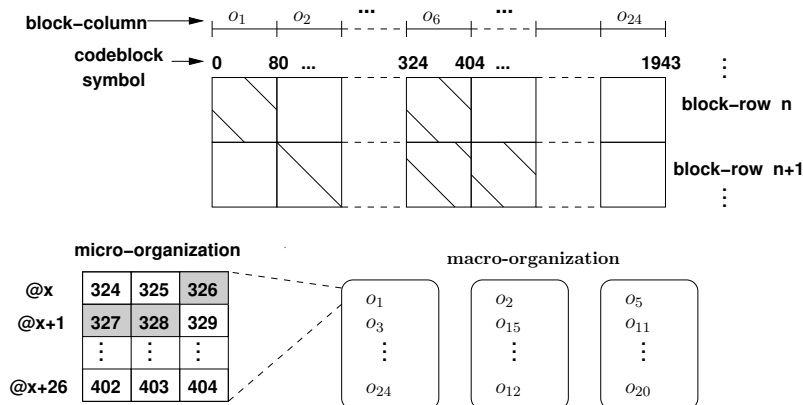 block-column o1 o2 ... o6 ... o24
codeblock symbol 0 80 ... 324 404 ... 1943 ⋮
block-row n
block-row n+1
⋮
micro-organization
macro-organization
@x 324 325 326
@x+1 327 328 329
⋮ ⋮ ⋮
@x+26 402 403 404
o1 o2 o5
o3 o15 o11
⋮ ⋮ ⋮
o24 o12 o20